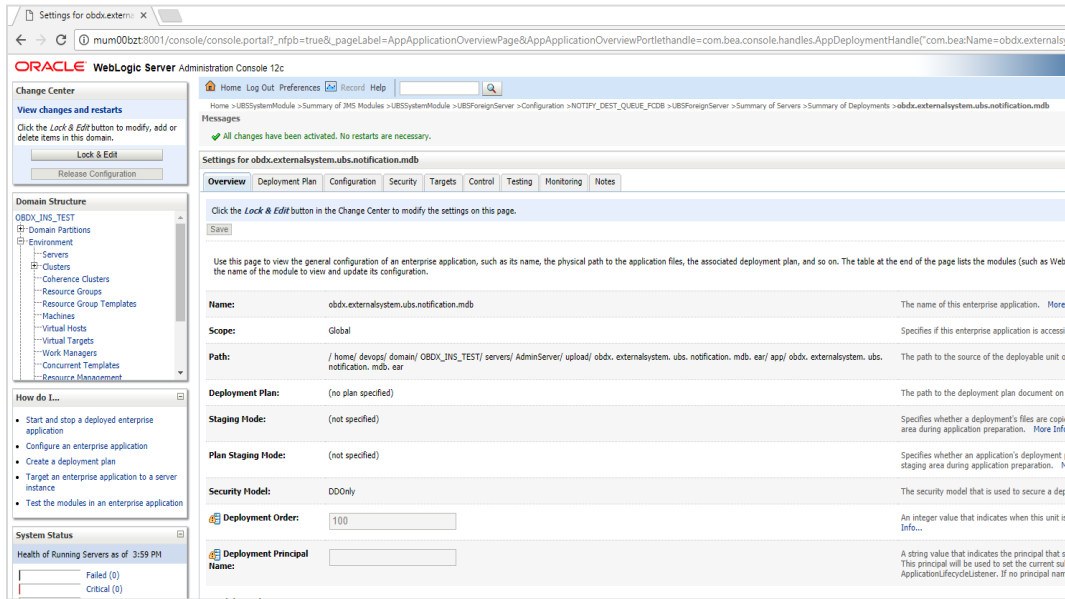 Settings for obdx.externa
mum00bzt:8001/console/console.portal?_nfpb=true&_pageLabel=AppApplicationOverviewPage&AppApplicationOverviewPortlethandle=com.bea.console.handles.AppDeploymentHandle("com.bea:Name=obdx.externalsy
ORACLE WebLogic Server Administration Console 12c
Change Center
View changes and restarts
Click the Lock & Edit button to modify, add or
delete items in this domain.
Lock & Edit
Release Configuration
Domain Structure
OBDX_INS_TEST
Domain Partitions
Environment
Servers
Clusters
Coherence Clusters
Resource Groups
Resource Group Templates
Machines
Virtual Hosts
Virtual Targets
Work Managers
Concurrent Templates
Resource Management
How do I...
Start and stop a deployed enterprise
application
Configure an enterprise application
Create a deployment plan
Target an enterprise application to a server
instance
Test the modules in an enterprise application
System Status
Health of Running Servers as of 3:59 PM
Failed (0)
Critical (0)
Home Log Out Preferences Record Help
Home >UBSSystemModule >Summary of JMS Modules >UBSSystemModule >UBSForeignServer >Configuration >NOTIFY_DEST_QUEUE_FCDB >UBSForeignServer >Summary of Servers >Summary of Deployments >obdx.externalsystem.ubs.notification.mdb
Messages
All changes have been activated. No restarts are necessary.
Settings for obdx.externalsystem.ubs.notification.mdb
Overview Deployment Plan Configuration Security Targets Control Testing Monitoring Notes
Click the Lock & Edit button in the Change Center to modify the settings on this page.
Save
Use this page to view the general configuration of an enterprise application, such as its name, the physical path to the application files, the associated deployment plan, and so on. The table at the end of the page lists the modules (such as Web
the name of the module to view and update its configuration.
Name: obdx.externalsystem.ubs.notification.mdb The name of this enterprise application. More
Scope: Global Specifies if this enterprise application is accessi
Path: / home/ devops/ domain/ OBDX_INS_TEST/ servers/ AdminServer/ upload/ obdx. externalsystem. ubs. notification. mdb. ear/ app/ obdx. externalsystem. ubs. The path to the source of the deployable unit o
notification. mdb. ear
Deployment Plan: (no plan specified) The path to the deployment plan document on
Staging Mode: (not specified) Specifies whether a deployment's files are copi
area during application preparation. More Inf
Plan Staging Mode: (not specified) Specifies whether an application's deployment
staging area during application preparation.
Security Model: DDOnly The security model that is used to secure a dep
Deployment Order: 100 An integer value that indicates when this unit is
Info...
Deployment Principal A string value that indicates the principal that s
Name: This principal will be used to set the current su
ApplicationLifecycleListener. If no principal nam